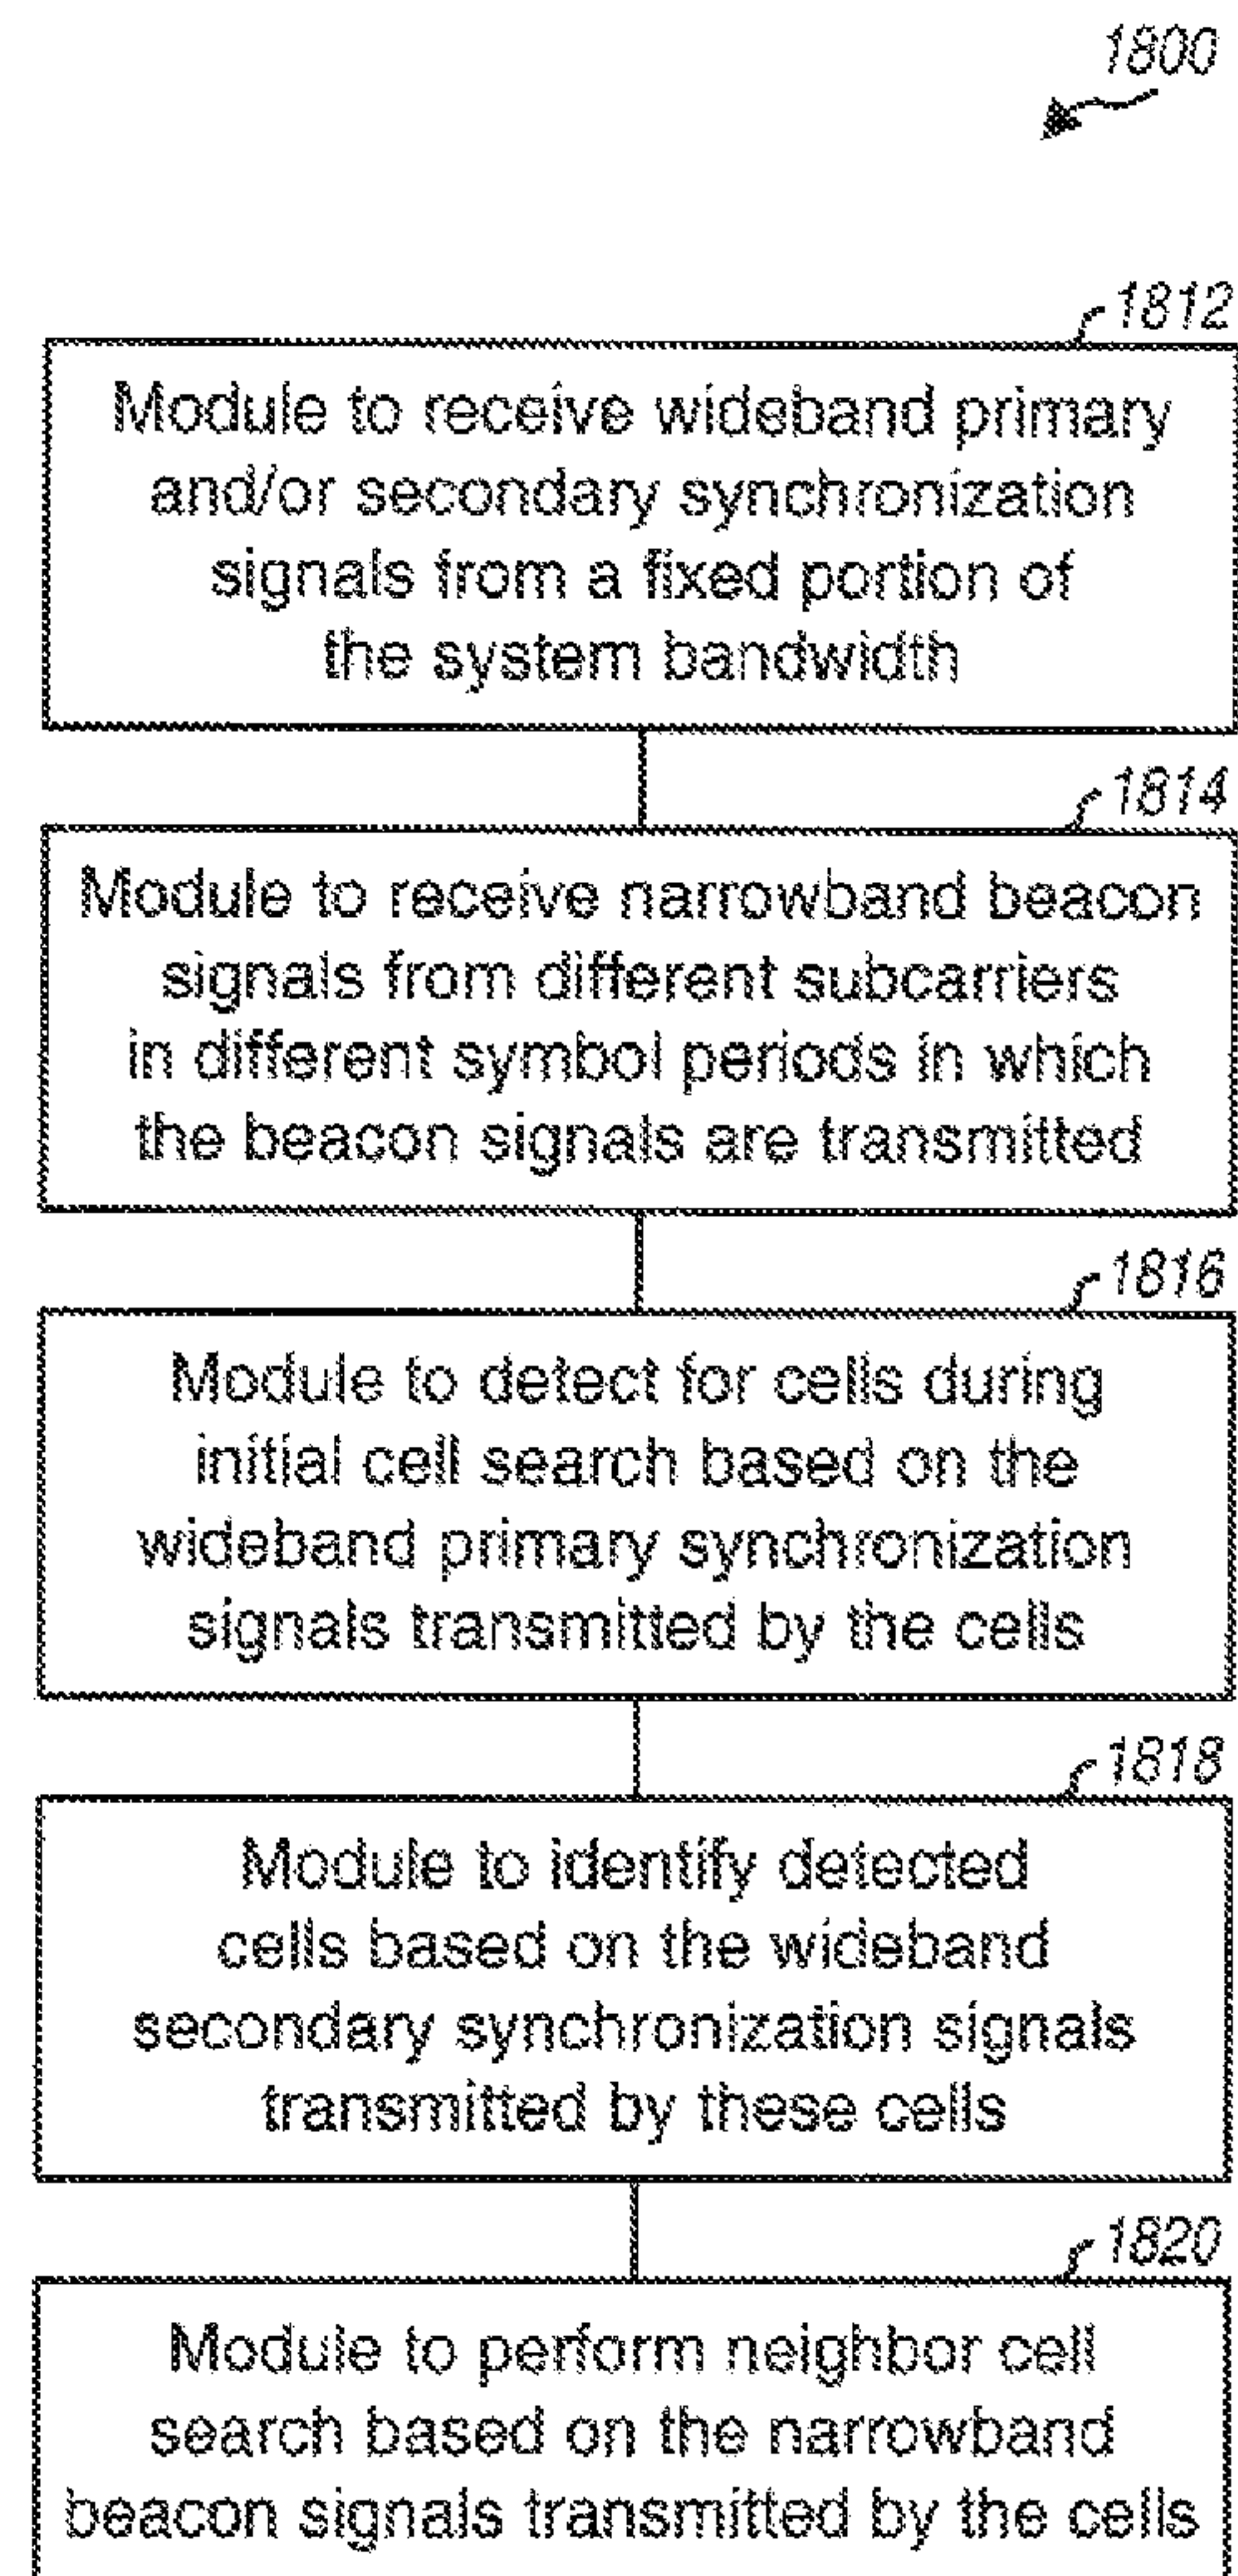 1800
1812
Module to receive wideband primary
and/or secondary synchronization
signals from a fixed portion of
the system bandwidth
1814
Module to receive narrowband beacon
signals from different subcarriers
in different symbol periods in which
the beacon signals are transmitted
1816
Module to detect for cells during
initial cell search based on the
wideband primary synchronization
signals transmitted by the cells
1818
Module to identify detected
cells based on the wideband
secondary synchronization signals
transmitted by these cells
1820
Module to perform neighbor cell
search based on the narrowband
beacon signals transmitted by the cells